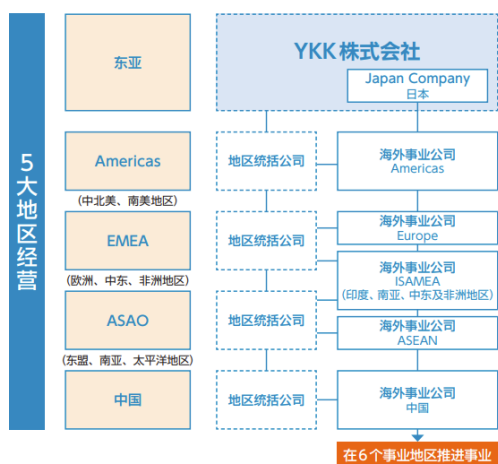 5大地区经营
东亚
YKK株式会社
Japan Company
日本
Americas
(中北美、南美地区)
地区统括公司
海外事业公司
Americas
EMEA
(欧洲、中东、非洲地区)
地区统括公司
海外事业公司
Europe
海外事业公司
ISAMEA
(印度、南亚、中东及非洲地区)
ASAO
(东盟、南亚、太平洋地区)
地区统括公司
海外事业公司
ASEAN
中国
地区统括公司
海外事业公司
中国
在6个事业地区推进事业